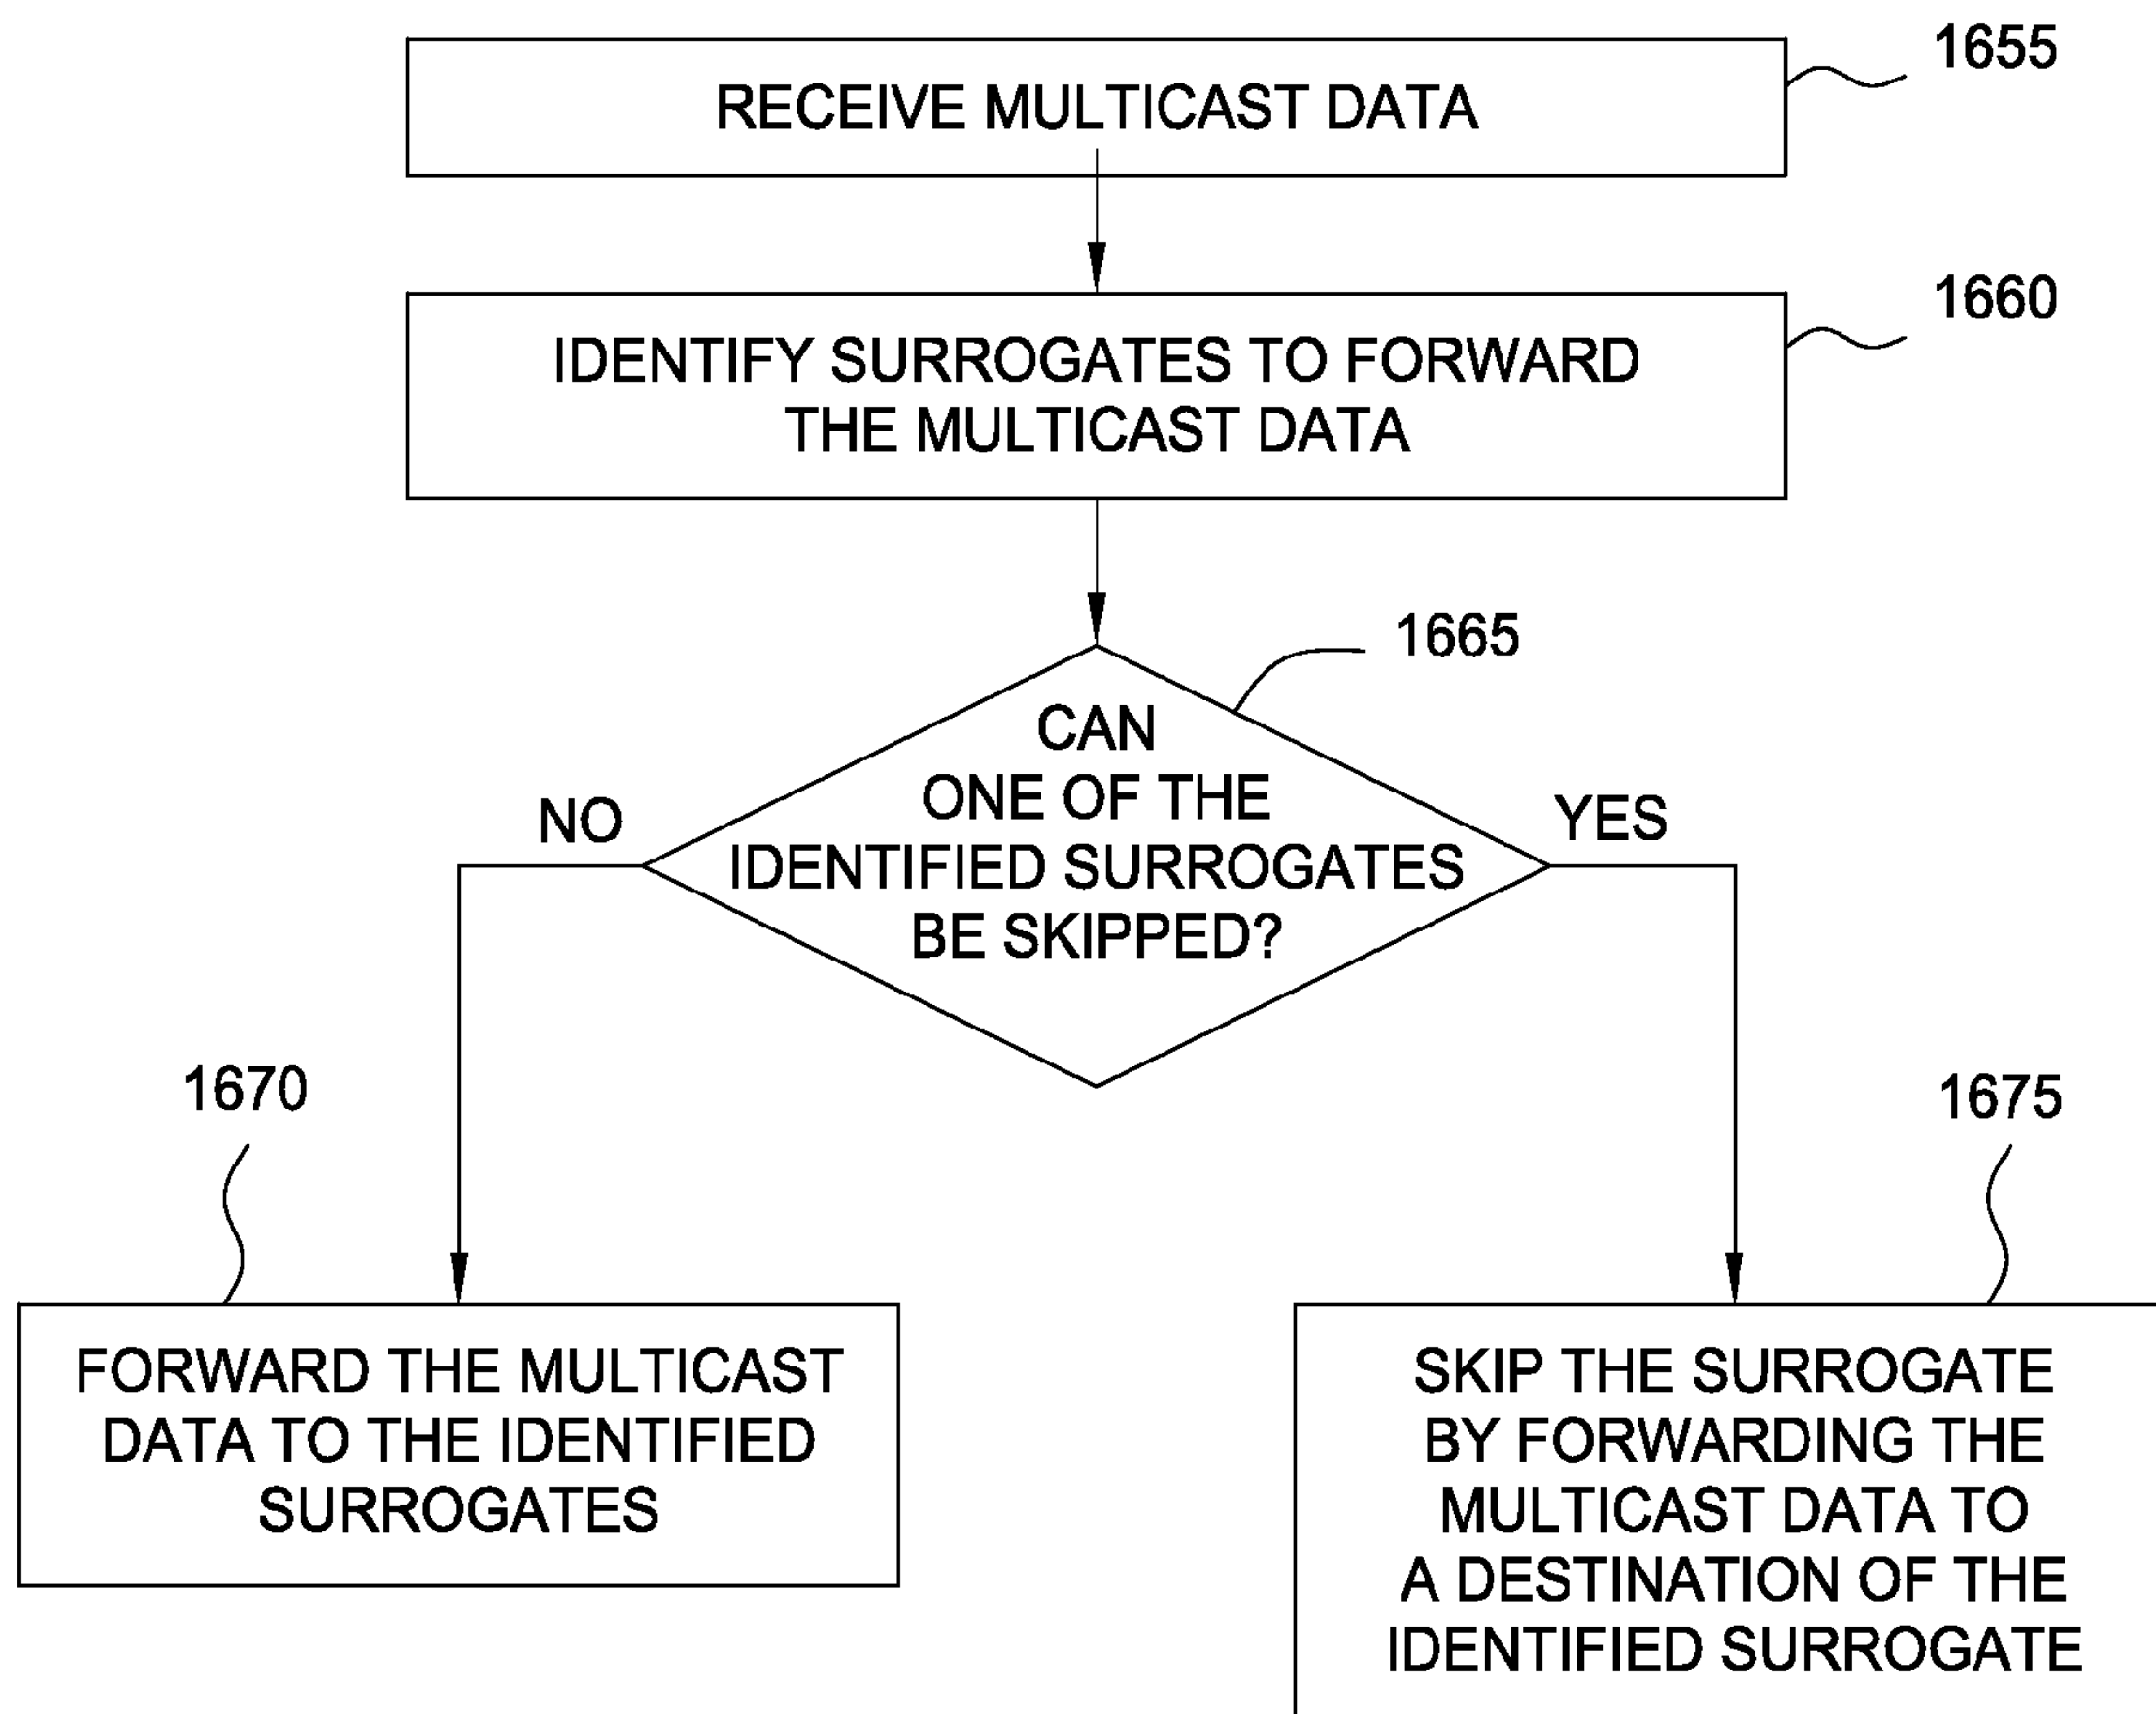 1655
RECEIVE MULTICAST DATA
1660
IDENTIFY SURROGATES TO FORWARD
THE MULTICAST DATA
1665
CAN
ONE OF THE
IDENTIFIED SURROGATES
BE SKIPPED?
NO
YES
1670
FORWARD THE MULTICAST
DATA TO THE IDENTIFIED
SURROGATES
1675
SKIP THE SURROGATE
BY FORWARDING THE
MULTICAST DATA TO
A DESTINATION OF THE
IDENTIFIED SURROGATE